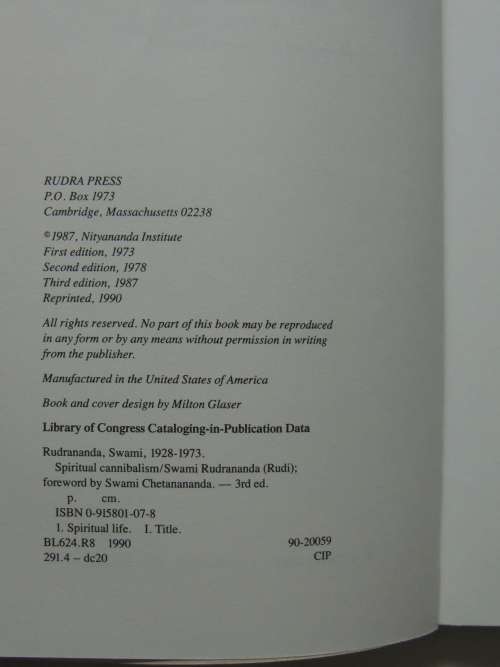 RUDRA PRESS
P.O. Box 1973
Cambridge, Massachusetts 02238
©1987, Nityananda Institute
First edition, 1973
Second edition, 1978
Third edition, 1987
Reprinted, 1990
All rights reserved. No part of this book may be reproduced
in any form or by any means without permission in writing
from the publisher.
Manufactured in the United States of America
Book and cover design by Milton Glaser
Library of Congress Cataloging-in-Publication Data
Rudrananda, Swami, 1928-1973.
Spiritual cannibalism/Swami Rudrananda (Rudi);
foreword by Swami Chetanananda. — 3rd ed.
p. cm.
ISBN 0-915801-07-8
1. Spiritual life. I. Title.
BL624.R8 1990 90-20059
291.4 – dc20 CIP